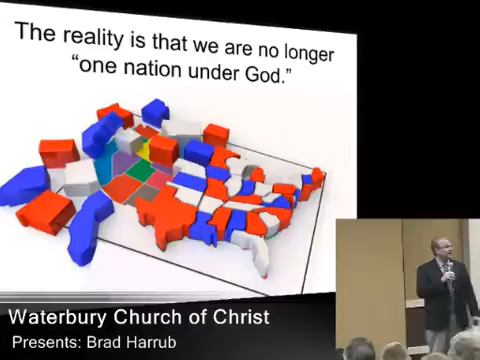 The reality is that we are no longer
“one nation under God.”
Waterbury Church of Christ
Presents: Brad Harrub